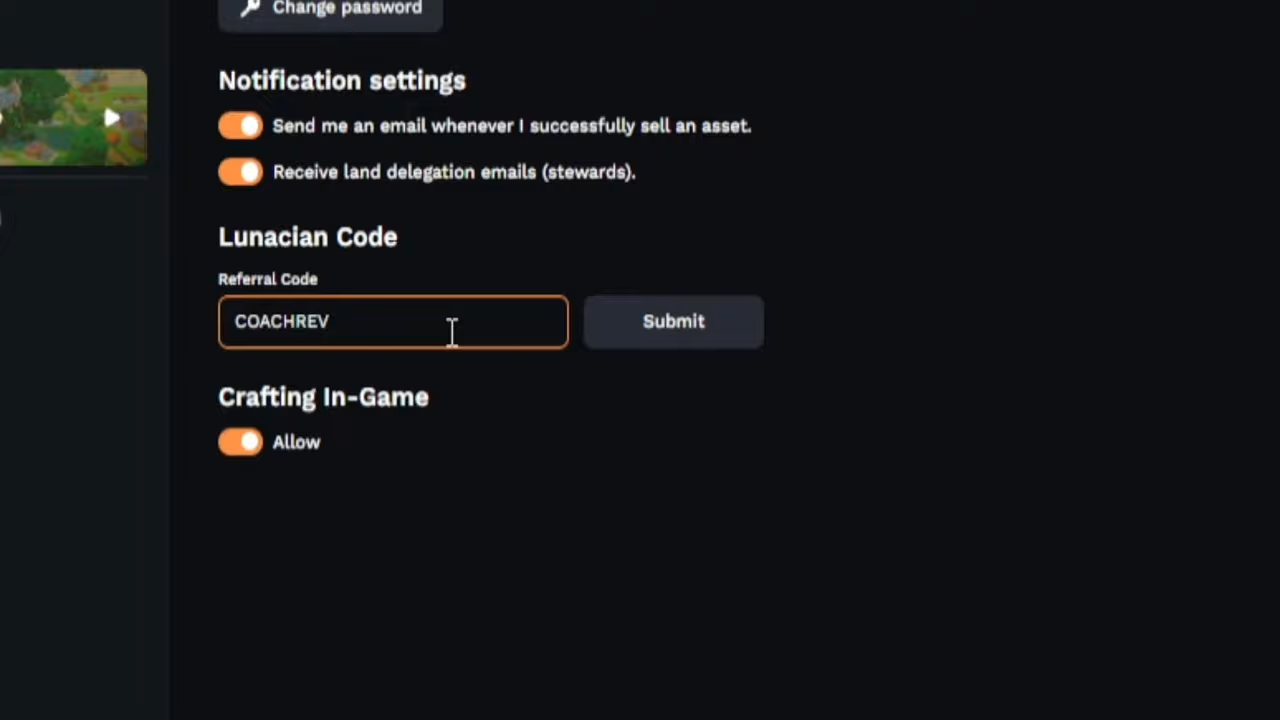 Change password
Notification settings
Send me an email whenever I successfully sell an asset.
Receive land delegation emails (stewards).
Lunacian Code
Referral Code
COACHREV
Submit
Crafting In-Game
Allow